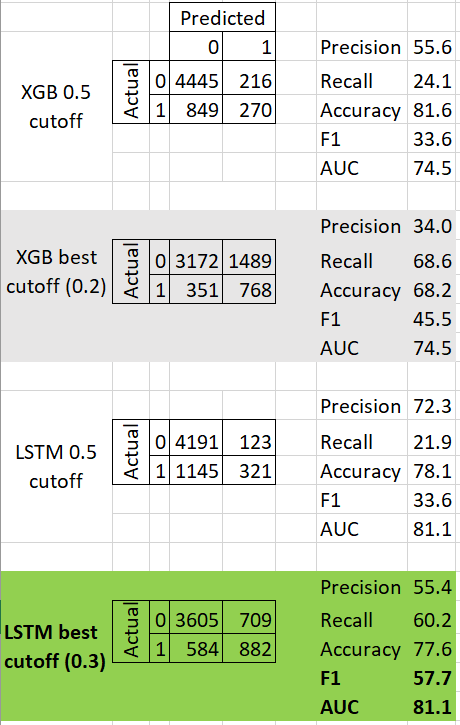 Predicted
0 1 Precision 55.6
XGB 0.5 cutoff Actual 0 4445 216 Recall 24.1
1 849 270 Accuracy 81.6
F1 33.6
AUC 74.5
Precision 34.0
XGB best cutoff (0.2) Actual 0 3172 1489 Recall 68.6
1 351 768 Accuracy 68.2
F1 45.5
AUC 74.5
Precision 72.3
LSTM 0.5 cutoff Actual 0 4191 123 Recall 21.9
1 1145 321 Accuracy 78.1
F1 33.6
AUC 81.1
Precision 55.4
LSTM best cutoff (0.3) Actual 0 3605 709 Recall 60.2
1 584 882 Accuracy 77.6
F1 57.7
AUC 81.1